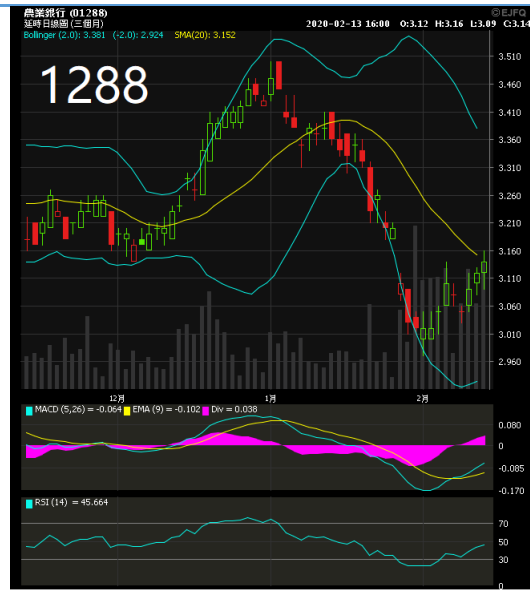 農業銀行 (01288)
©EJFQ
延時日線圖 (三個月)
2020-02-13 16:00 O:3.12 H:3.16 L:3.09 C:3.14
Bollinger (2.0): 3.381 (-2.0): 2.924 SMA(20): 3.152
1288
3.510
3.460
3.410
3.360
3.310
3.260
3.210
3.160
3.110
3.060
3.010
2.960
12月 1月 2月
MACD (5,26) = -0.064 EMA (9) = -0.102 Div = 0.038
0.080
0
-0.085
-0.170
RSI (14) = 45.664
70
50
30
0